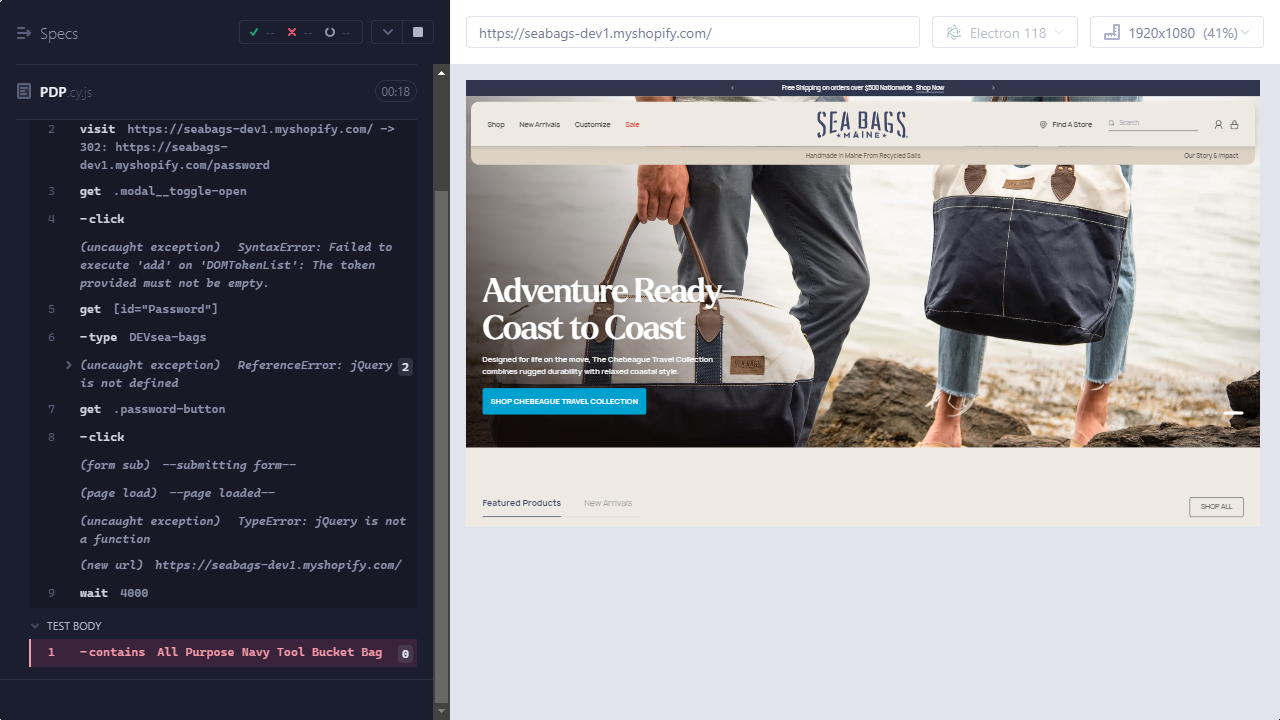 Specs
-- -- --
PDP.cy.js
00:18
2 visit https://seabags-dev1.myshopify.com/ ->
302: https://seabags-
dev1.myshopify.com/password
3 get .modal__toggle-open
4 -click
(uncaught exception) SyntaxError: Failed to
execute 'add' on 'DOMTokenList': The token
provided must not be empty.
5 get [id="Password"]
6 -type DEVsea-bags
(uncaught exception) ReferenceError: jQuery 2
is not defined
7 get .password-button
8 -click
(form sub) --submitting form--
(page load) --page loaded--
(uncaught exception) TypeError: jQuery is not
a function
(new url) https://seabags-dev1.myshopify.com/
9 wait 4000
TEST BODY
1 -contains All Purpose Navy Tool Bucket Bag 0
https://seabags-dev1.myshopify.com/
Electron 118
1920x1080 (41%)
Free Shipping on orders over $500 Nationwide. Shop Now
Shop New Arrivals Customize Sale
SEA BAGS
MAINE
Find A Store
Search
Handmade in Maine From Recycled Sails
Our Story & Impact
Adventure Ready–
Coast to Coast
Designed for life on the move, The Chebeague Travel Collection
combines rugged durability with relaxed coastal style.
SHOP CHEBEAGUE TRAVEL COLLECTION
SEA BAGS
Featured Products
New Arrivals
SHOP ALL